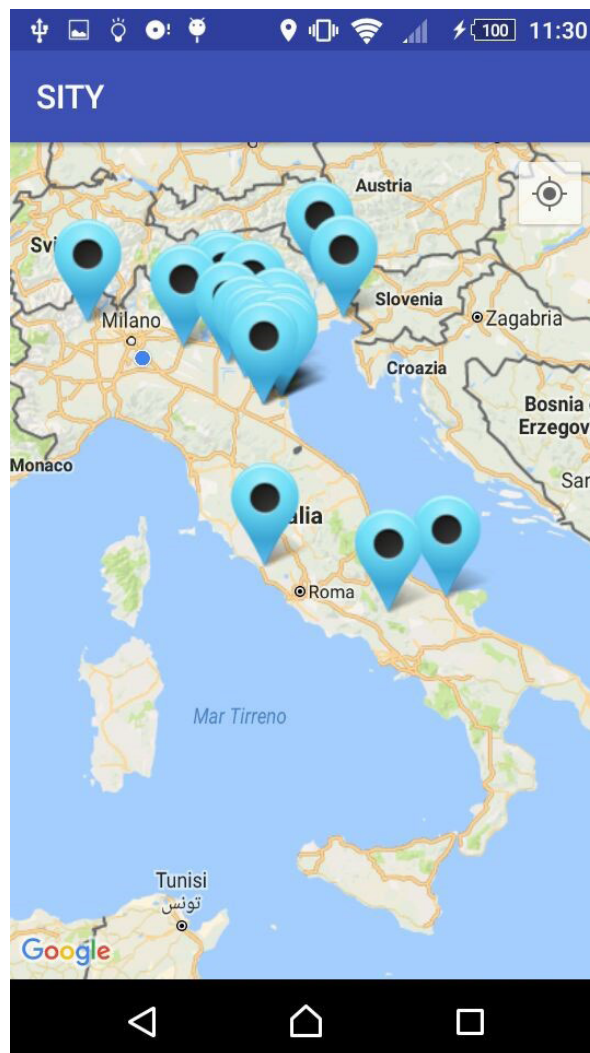 100 11:30
SITY
Austria
Svi
Slovenia
Milano
Zagabria
Croazia
Bosnia
Erzegov
Monaco
Sar
alia
Roma
Mar Tirreno
Tunisi
تونس
Google